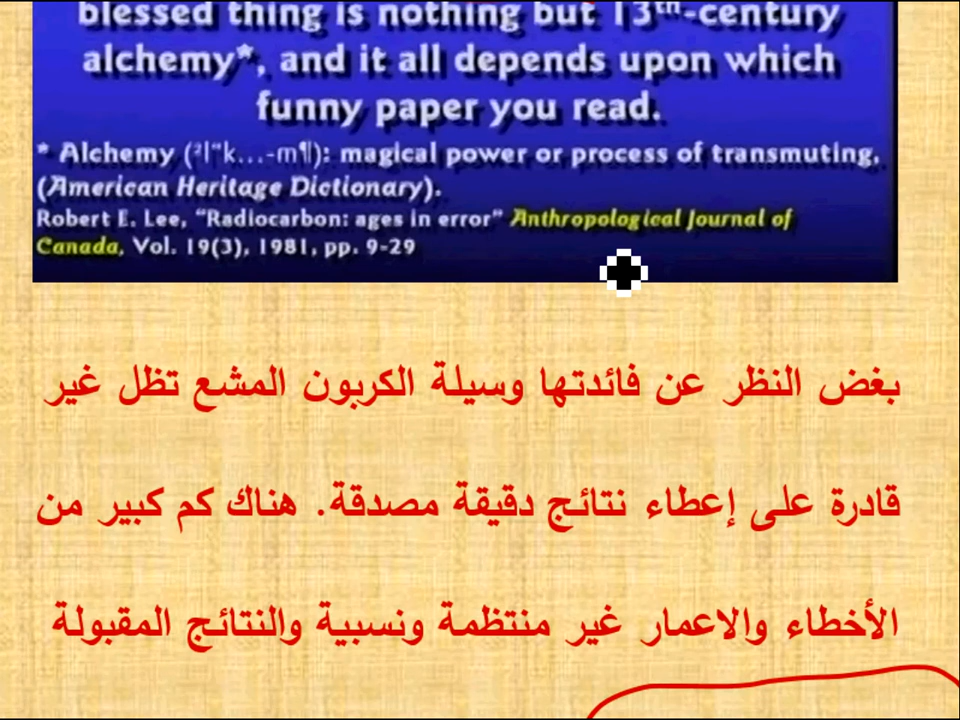 blessed thing is nothing but 13th-century
alchemy*, and it all depends upon which
funny paper you read.
* Alchemy (²l"k...-m¶): magical power or process of transmuting,
(American Heritage Dictionary).
Robert E. Lee, "Radiocarbon: ages in error" Anthropological Journal of
Canada, Vol. 19(3), 1981, pp. 9-29
بغض النظر عن فائدتها وسيلة الكربون المشع تظل غير
قادرة على إعطاء نتائج دقيقة مصدقة. هناك كم كبير من
الأخطاء والاعمار غير منتظمة ونسبية والنتائج المقبولة